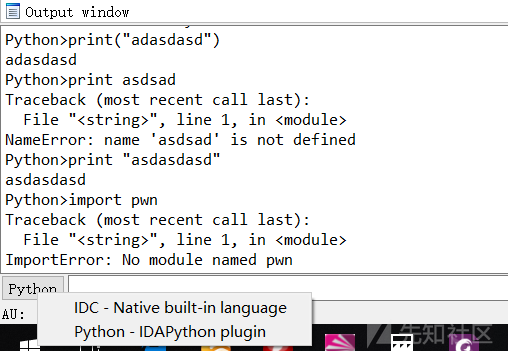 Output window
Python>print("adasdasd")
adasdasd
Python>print asdsad
Traceback (most recent call last):
  File "<string>", line 1, in <module>
NameError: name 'asdsad' is not defined
Python>print "asdasdasd"
asdasdasd
Python>import pwn
Traceback (most recent call last):
  File "<string>", line 1, in <module>
ImportError: No module named pwn
Python
IDC - Native built-in language
AU:
Python - IDAPython plugin
先知社区